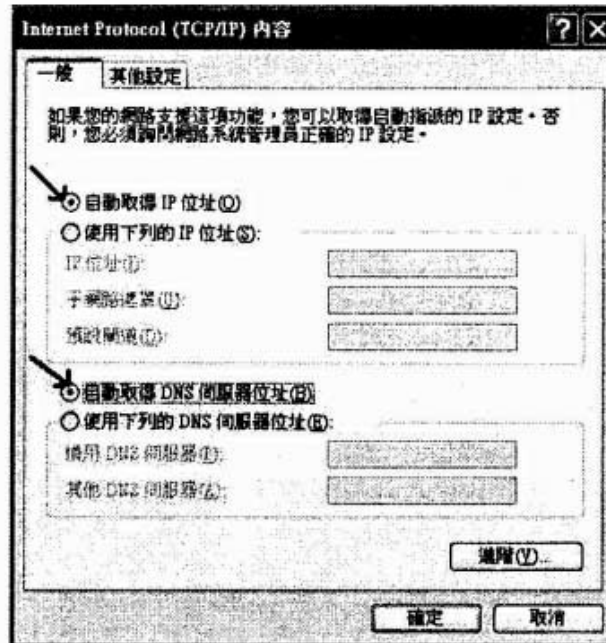 Internet Protocol (TCP/IP) 內容
一般
其他設定
如果您的網路支援這項功能，您可以取得自動指派的 IP 設定。否
則，您必須詢問網路系統管理員正確的 IP 設定。
自動取得 IP 位址(O)
使用下列的 IP 位址(S):
IP 位址(I):
子網路遮罩(U):
預設閘道(D):
自動取得 DNS 伺服器位址(B)
使用下列的 DNS 伺服器位址(E):
慣用 DNS 伺服器(P):
其他 DNS 伺服器(A):
進階(V)...
確定
取消